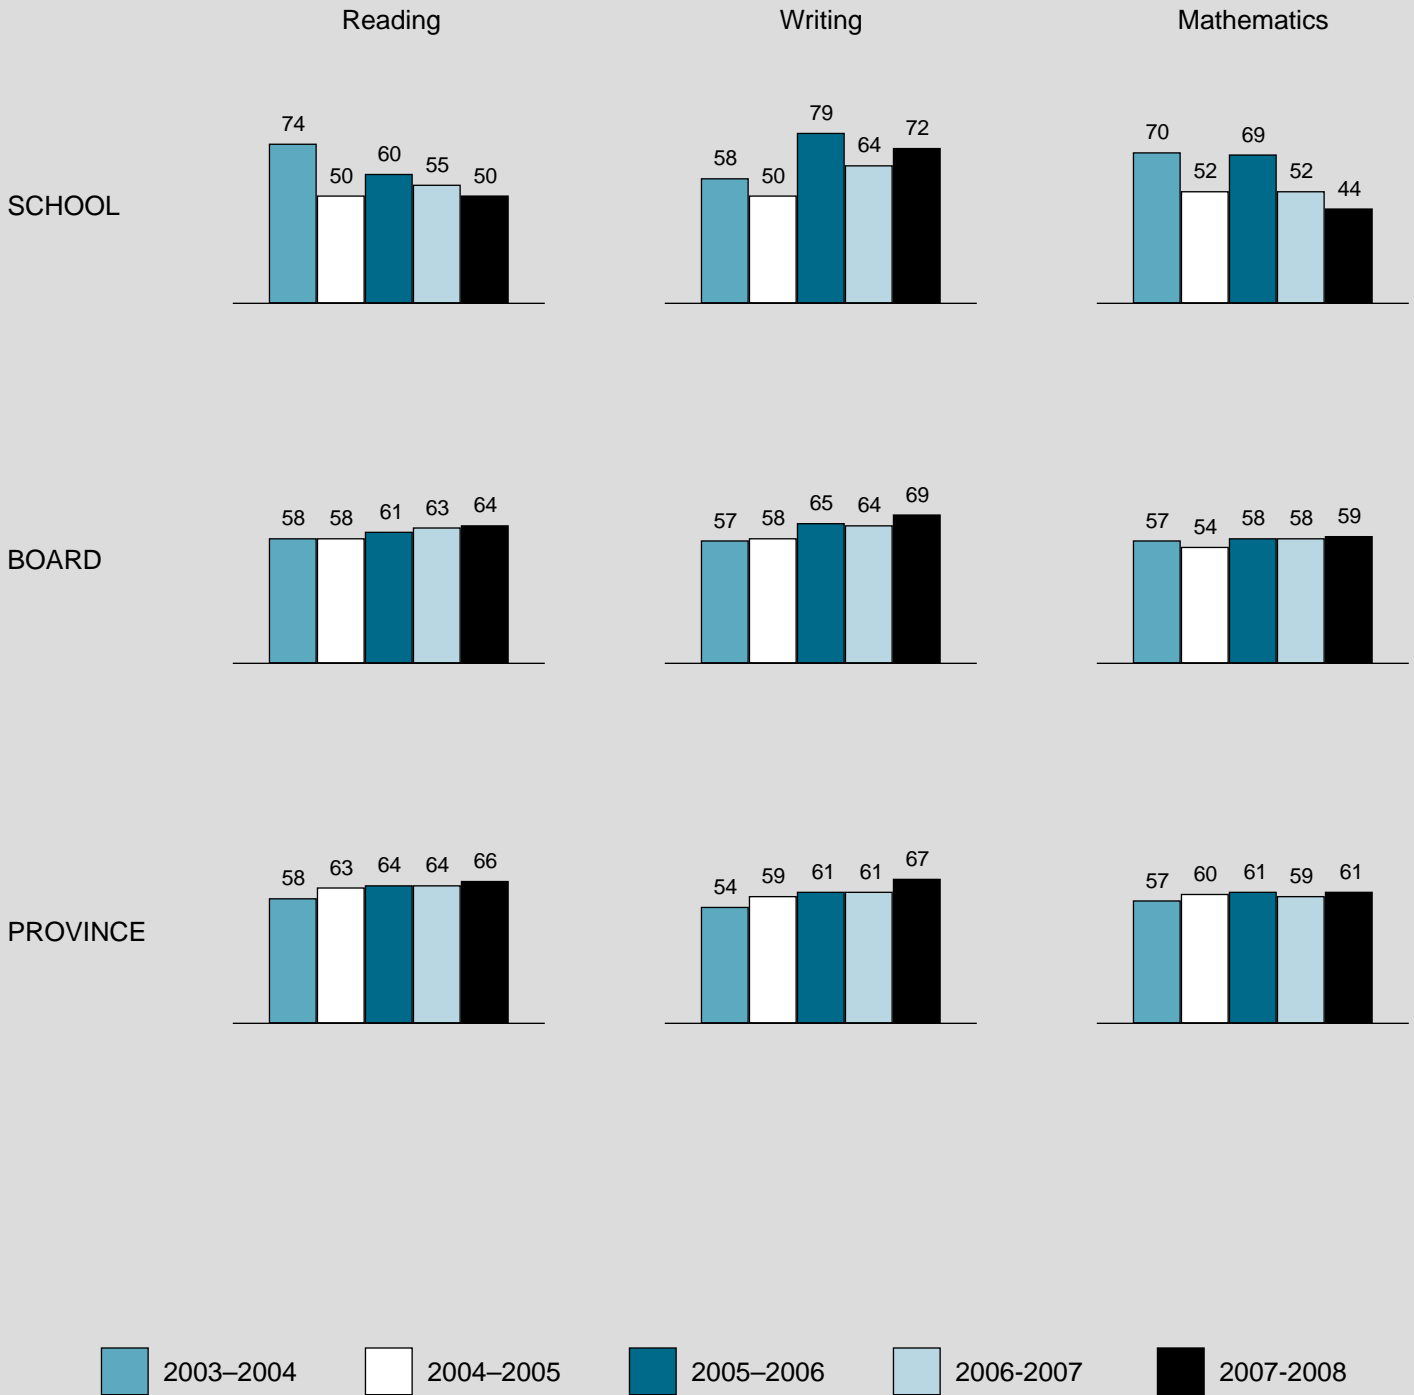 Reading Writing Mathematics
SCHOOL
74 50 60 55 50
58 50 79 64 72
70 52 69 52 44
BOARD
58 58 61 63 64
57 58 65 64 69
57 54 58 58 59
PROVINCE
58 63 64 64 66
54 59 61 61 67
57 60 61 59 61
2003–2004 2004–2005 2005–2006 2006-2007 2007-2008